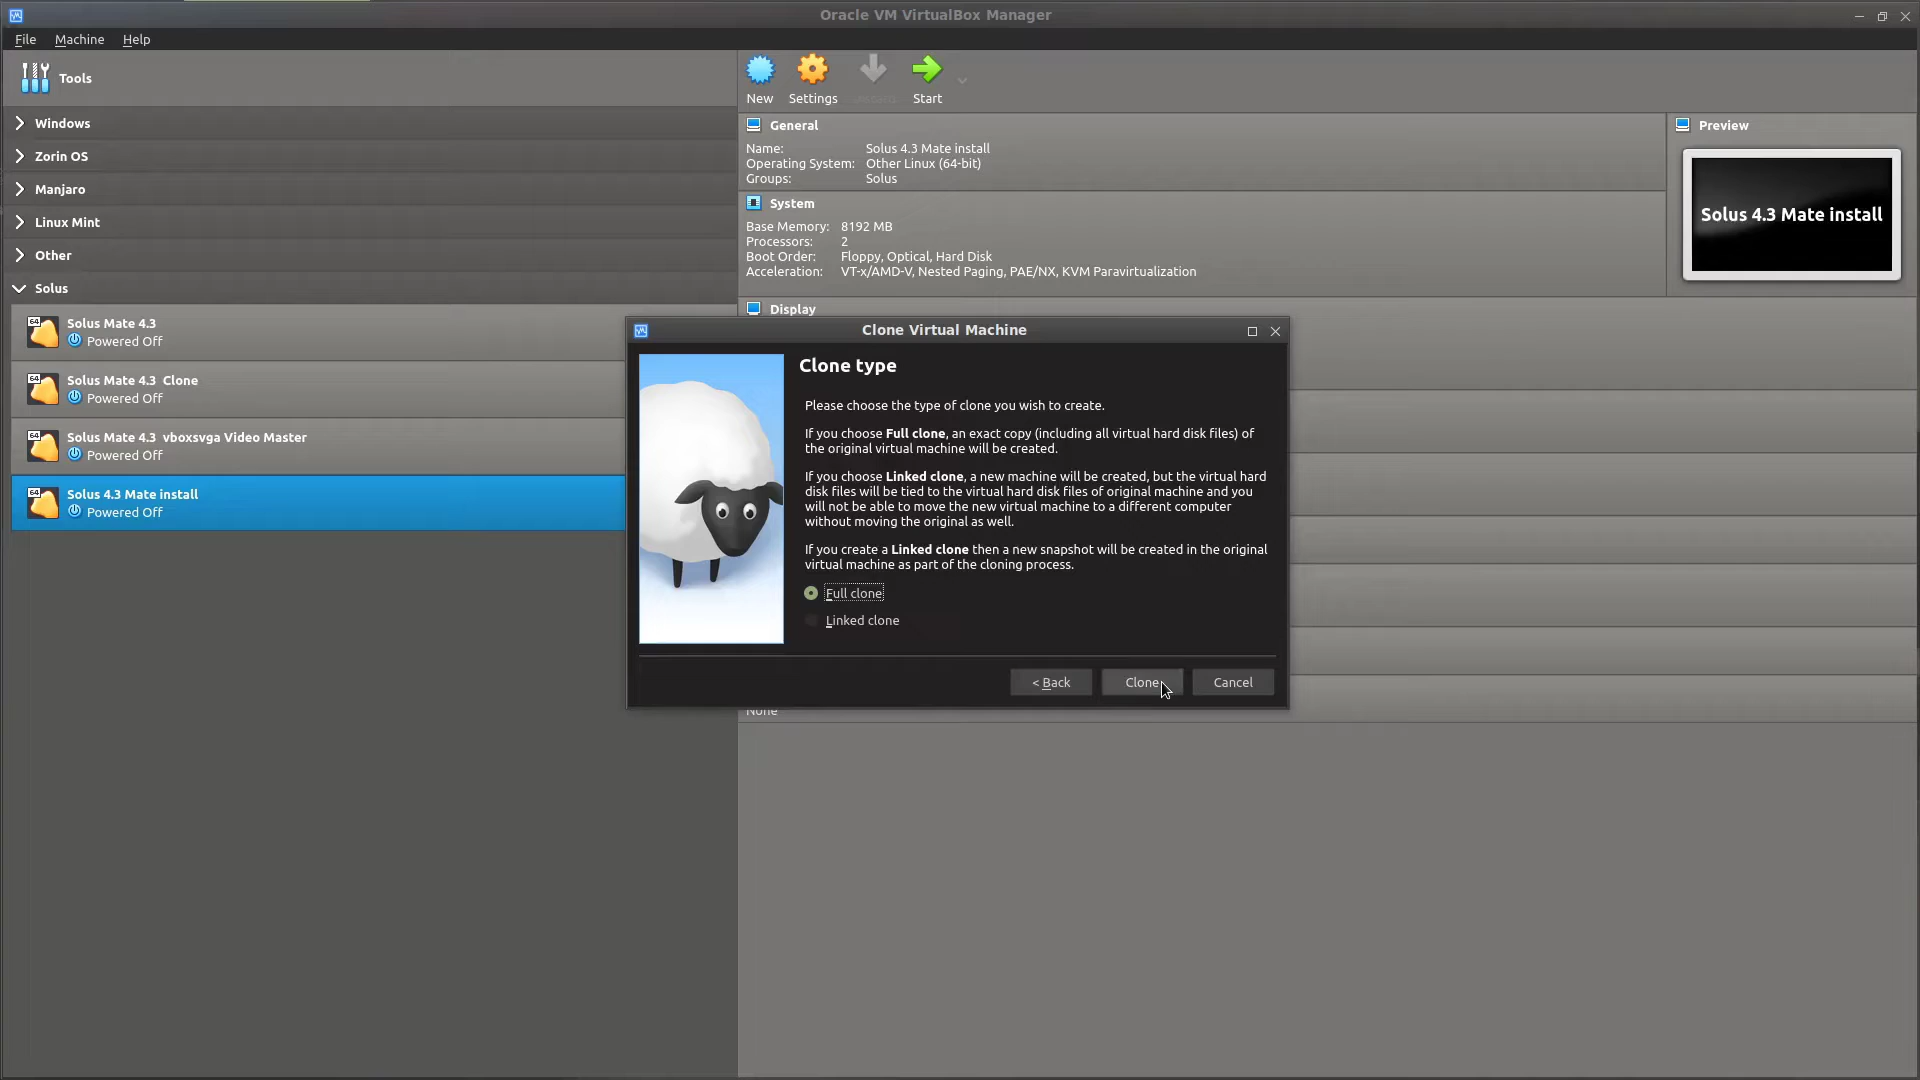 Oracle VM VirtualBox Manager
File Machine Help
Tools
Windows
Zorin OS
Manjaro
Linux Mint
Other
Solus
64
Solus Mate 4.3
Powered Off
64
Solus Mate 4.3 Clone
Powered Off
64
Solus Mate 4.3 vboxsvga Video Master
Powered Off
64
Solus 4.3 Mate install
Powered Off
New Settings Discard Start
General
Name: Solus 4.3 Mate install
Operating System: Other Linux (64-bit)
Groups: Solus
System
Base Memory: 8192 MB
Processors: 2
Boot Order: Floppy, Optical, Hard Disk
Acceleration: VT-x/AMD-V, Nested Paging, PAE/NX, KVM Paravirtualization
Display
Preview
Solus 4.3 Mate install
Clone Virtual Machine
Clone type
Please choose the type of clone you wish to create.
If you choose Full clone, an exact copy (including all virtual hard disk files) of
the original virtual machine will be created.
If you choose Linked clone, a new machine will be created, but the virtual hard
disk files will be tied to the virtual hard disk files of original machine and you
will not be able to move the new virtual machine to a different computer
without moving the original as well.
If you create a Linked clone then a new snapshot will be created in the original
virtual machine as part of the cloning process.
Full clone
Linked clone
< Back Clone Cancel
None